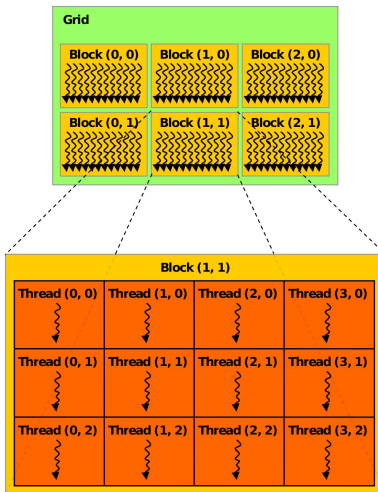 Grid
Block (0, 0) Block (1, 0) Block (2, 0)
Block (0, 1) Block (1, 1) Block (2, 1)
Block (1, 1)
Thread (0, 0) Thread (1, 0) Thread (2, 0) Thread (3, 0)
Thread (0, 1) Thread (1, 1) Thread (2, 1) Thread (3, 1)
Thread (0, 2) Thread (1, 2) Thread (2, 2) Thread (3, 2)